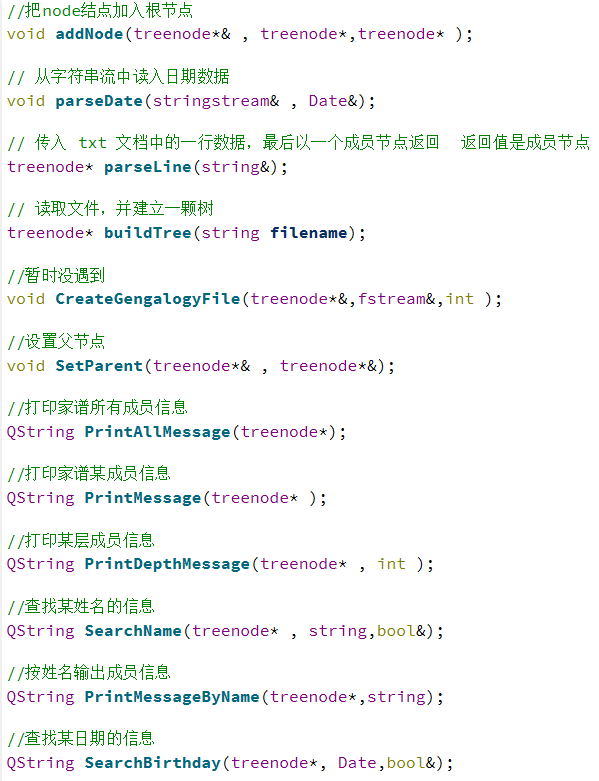 //把node结点加入根节点
void addNode(treenode*& , treenode*,treenode* );
// 从字符串流中读入日期数据
void parseDate(stringstream& , Date&);
// 传入 txt 文档中的一行数据，最后以一个成员节点返回  返回值是成员节点
treenode* parseLine(string&);
// 读取文件，并建立一颗树
treenode* buildTree(string filename);
//暂时没遇到
void CreateGengalogyFile(treenode*&,fstream&,int );
//设置父节点
void SetParent(treenode*& , treenode*&);
//打印家谱所有成员信息
QString PrintAllMessage(treenode*);
//打印家谱某成员信息
QString PrintMessage(treenode* );
//打印某层成员信息
QString PrintDepthMessage(treenode* , int );
//查找某姓名的信息
QString SearchName(treenode* , string,bool&);
//按姓名输出成员信息
QString PrintMessageByName(treenode*,string);
//查找某日期的信息
QString SearchBirthday(treenode*, Date,bool&);